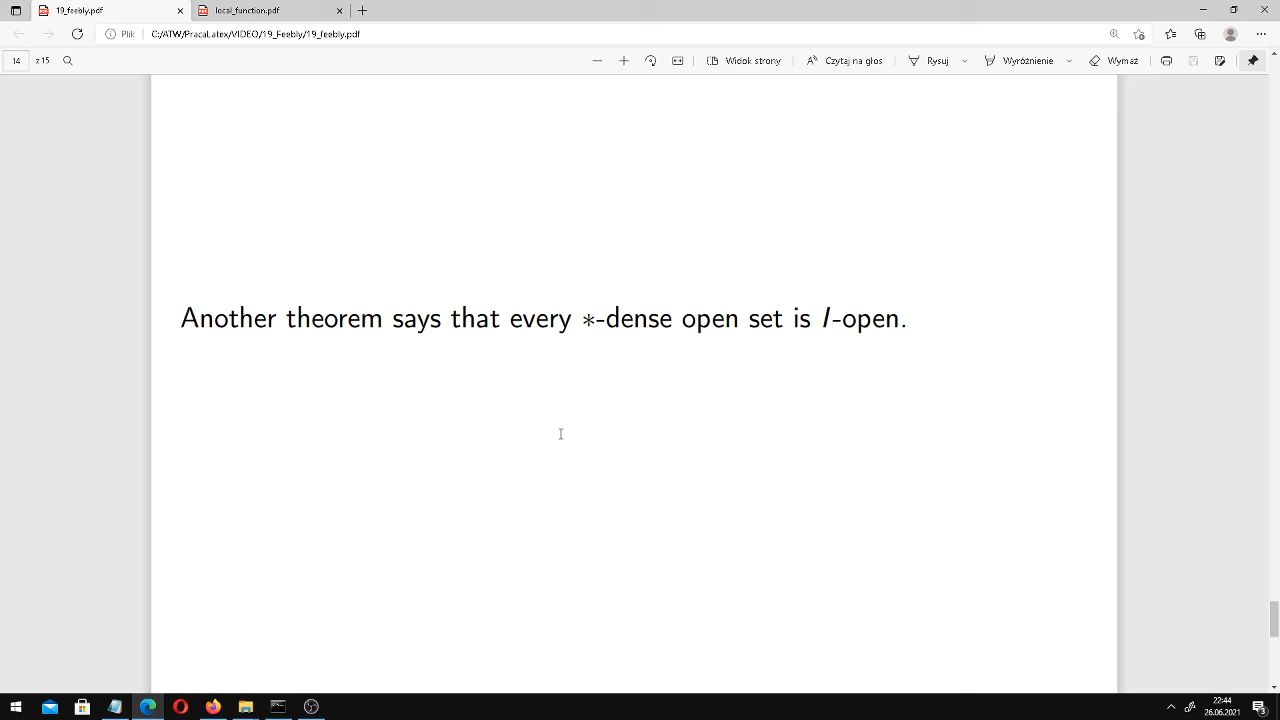 19_feebly.pdf
local_function.pdf
Plik
C:/ATW/PracaLatex/VIDEO/19_Feebly/19_feebly.pdf
14 z 15
Widok strony
Czytaj na głos
Rysuj
Wyróżnienie
Wymaż
Another theorem says that every ∗-dense open set is I-open.
22:44
26.06.2021
3